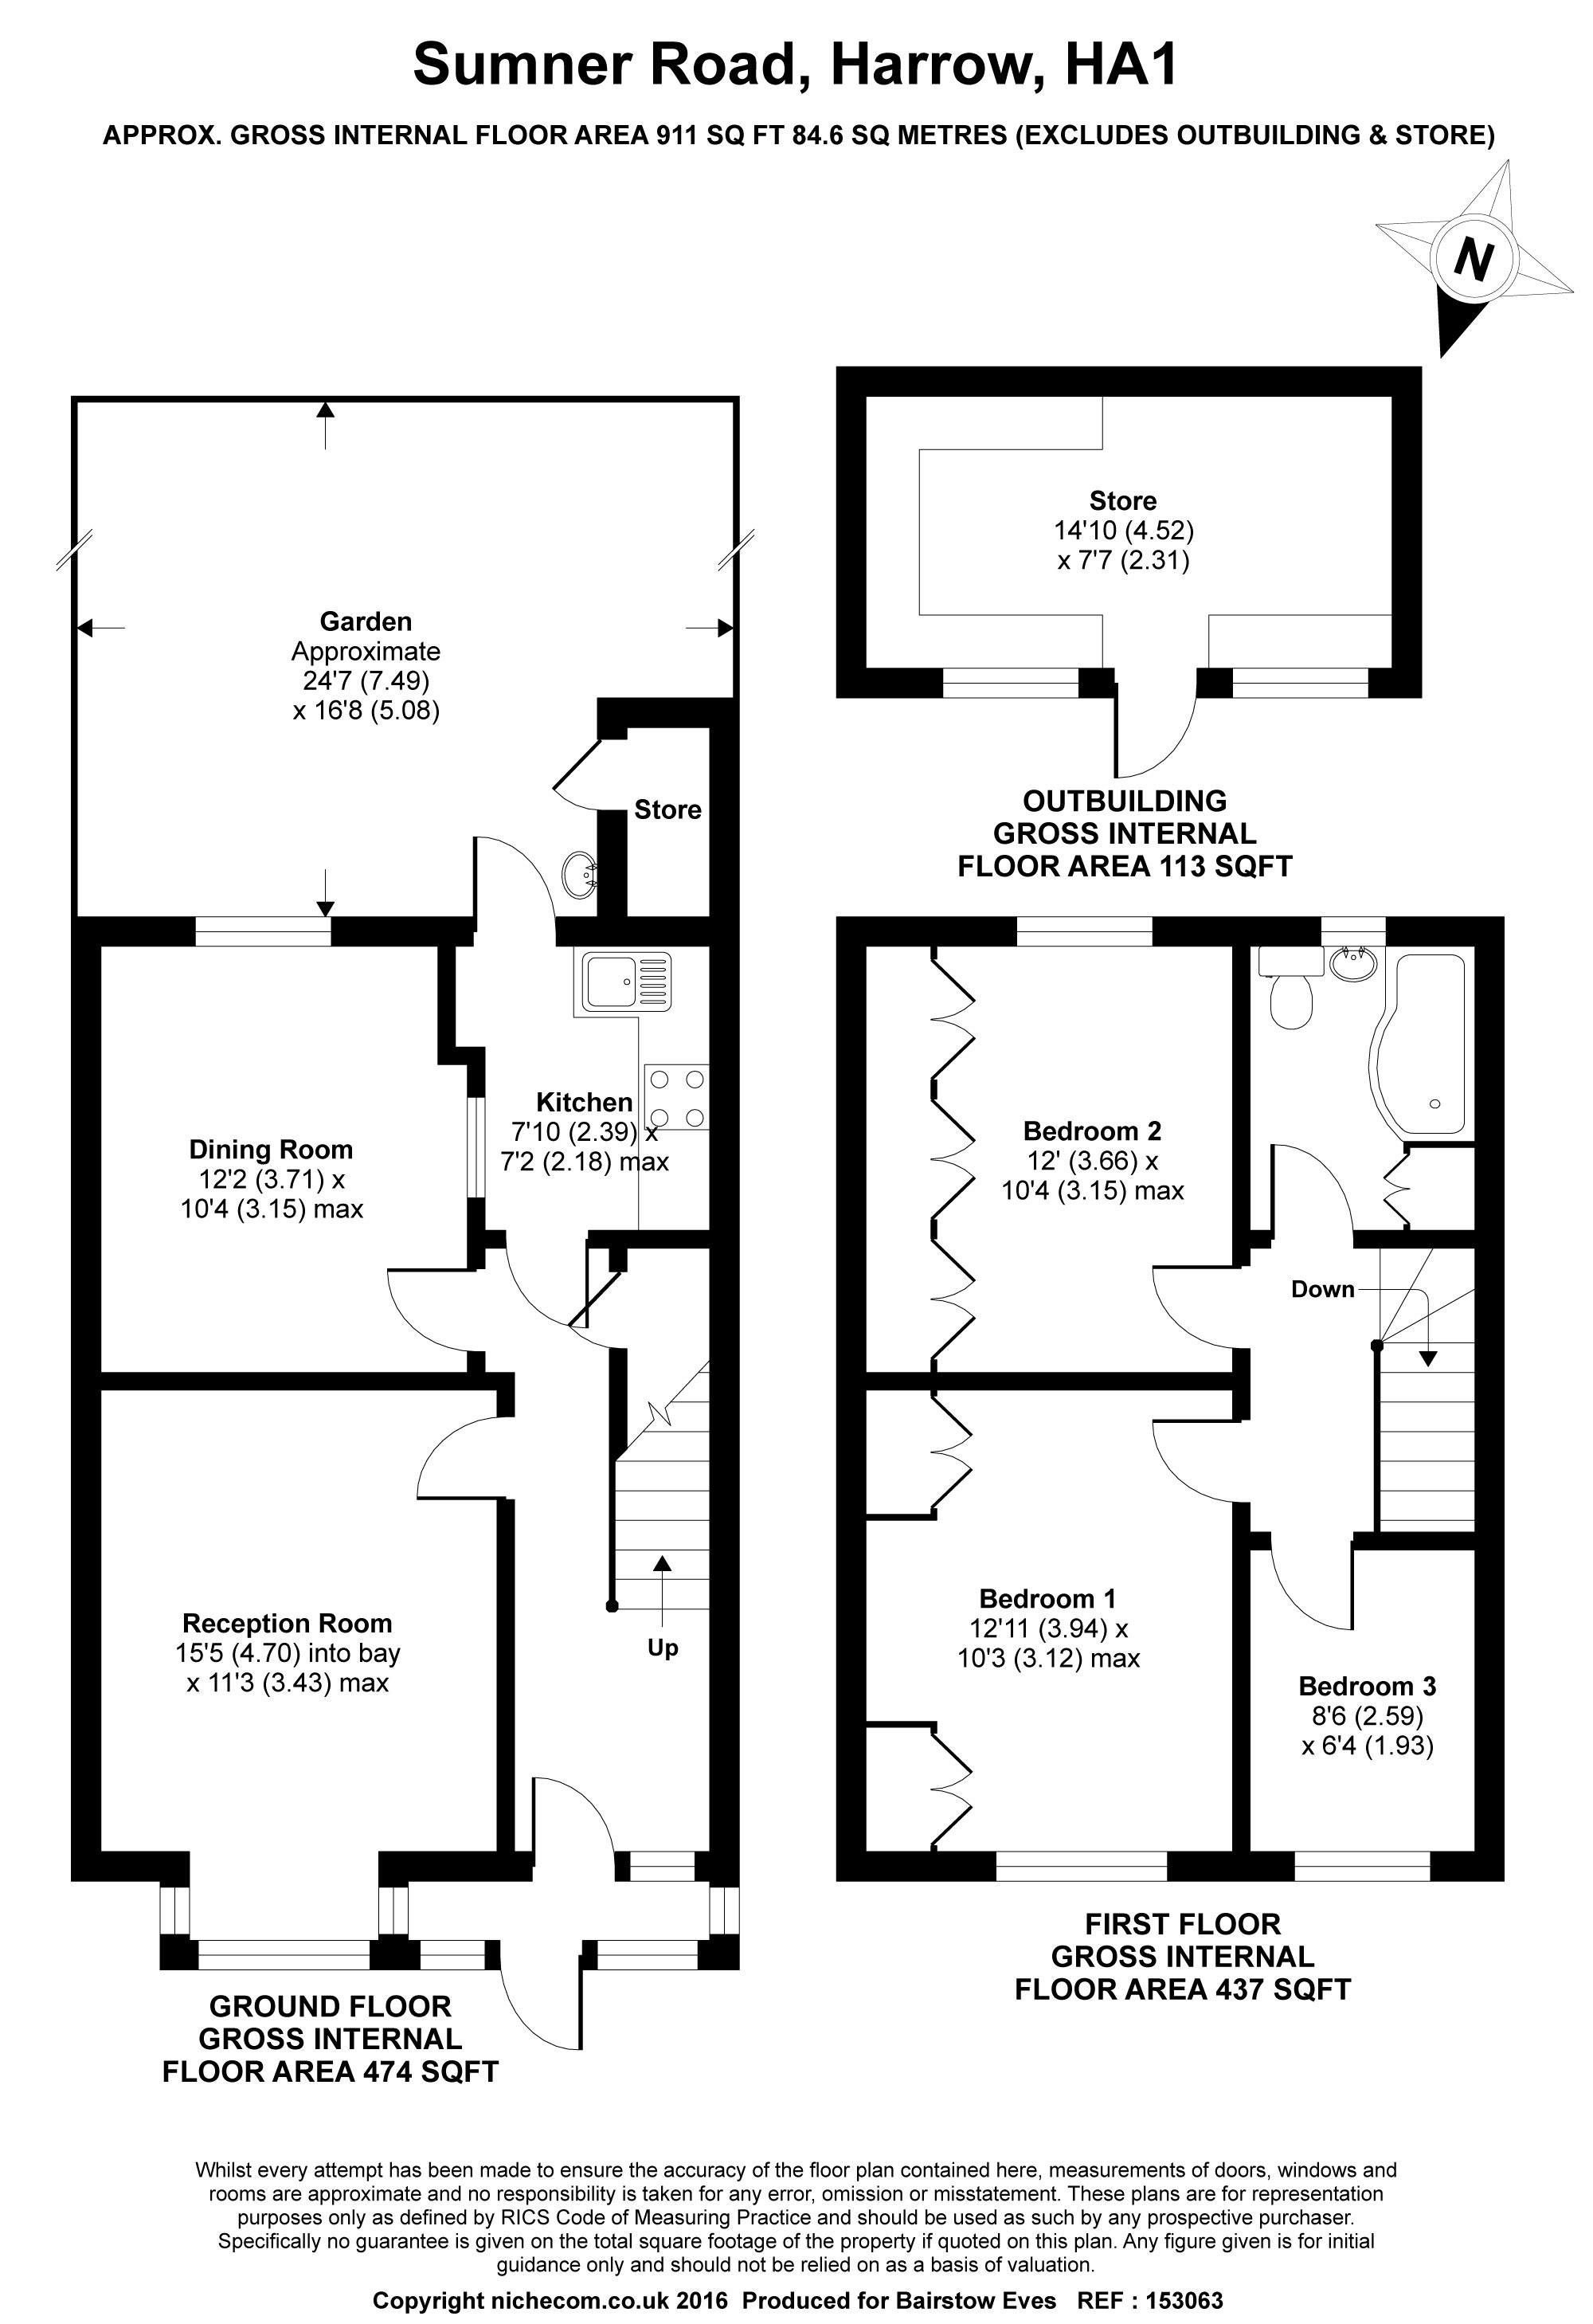 Sumner Road, Harrow, HA1
APPROX. GROSS INTERNAL FLOOR AREA 911 SQ FT 84.6 SQ METRES (EXCLUDES OUTBUILDING & STORE)
N
Store
14'10 (4.52)
x 7'7 (2.31)
OUTBUILDING
GROSS INTERNAL
FLOOR AREA 113 SQFT
Garden
Approximate
24'7 (7.49)
x 16'8 (5.08)
Store
Kitchen
7'10 (2.39) x
7'2 (2.18) max
Dining Room
12'2 (3.71) x
10'4 (3.15) max
Reception Room
15'5 (4.70) into bay
x 11'3 (3.43) max
Up
GROUND FLOOR
GROSS INTERNAL
FLOOR AREA 474 SQFT
Bedroom 2
12' (3.66) x
10'4 (3.15) max
Down
Bedroom 1
12'11 (3.94) x
10'3 (3.12) max
Bedroom 3
8'6 (2.59)
x 6'4 (1.93)
FIRST FLOOR
GROSS INTERNAL
FLOOR AREA 437 SQFT
Whilst every attempt has been made to ensure the accuracy of the floor plan contained here, measurements of doors, windows and
rooms are approximate and no responsibility is taken for any error, omission or misstatement. These plans are for representation
purposes only as defined by RICS Code of Measuring Practice and should be used as such by any prospective purchaser.
Specifically no guarantee is given on the total square footage of the property if quoted on this plan. Any figure given is for initial
guidance only and should not be relied on as a basis of valuation.
Copyright nichecom.co.uk 2016 Produced for Bairstow Eves REF : 153063